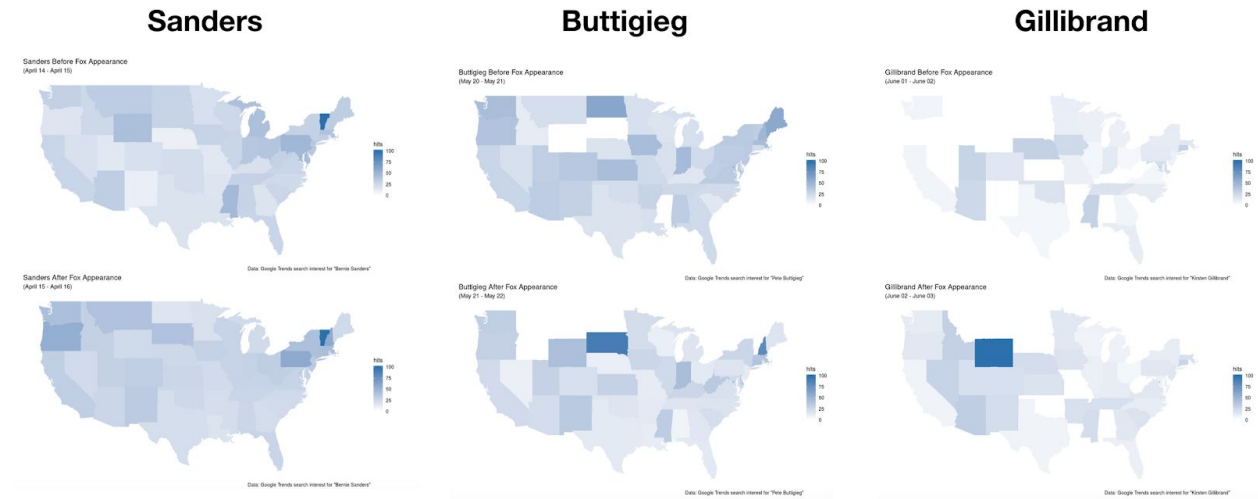 Sanders
Buttigieg
Gillibrand
Sanders Before Fox Appearance
(April 14 - April 15)
hits
100
75
50
25
0
Data: Google Trends search interest for "Bernie Sanders"
Sanders After Fox Appearance
(April 15 - April 16)
hits
100
75
50
25
0
Data: Google Trends search interest for "Bernie Sanders"
Buttigieg Before Fox Appearance
(May 20 - May 21)
hits
100
75
50
25
0
Data: Google Trends search interest for "Pete Buttigieg"
Buttigieg After Fox Appearance
(May 21 - May 22)
hits
100
75
50
25
0
Data: Google Trends search interest for "Pete Buttigieg"
Gillibrand Before Fox Appearance
(June 01 - June 02)
hits
100
75
50
25
0
Data: Google Trends search interest for "Kirsten Gillibrand"
Gillibrand After Fox Appearance
(June 02 - June 03)
hits
100
75
50
25
0
Data: Google Trends search interest for "Kirsten Gillibrand"